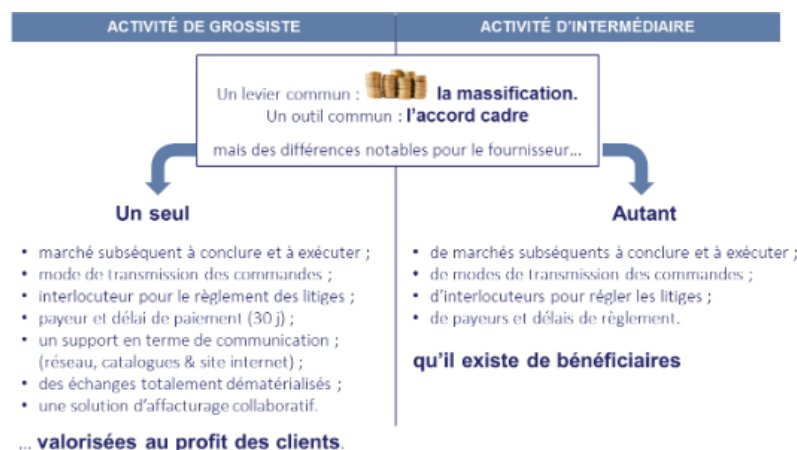 ACTIVITÉ DE GROSSISTE
ACTIVITÉ D'INTERMÉDIAIRE
Un levier commun : la massification.
Un outil commun : l'accord cadre
mais des différences notables pour le fournisseur...
Un seul
• marché subséquent à conclure et à exécuter ;
• mode de transmission des commandes ;
• interlocuteur pour le règlement des litiges ;
• payeur et délai de paiement (30 j) ;
• un support en terme de communication ;
(réseau, catalogues & site internet) ;
• des échanges totalement dématérialisés ;
• une solution d'affacturage collaboratif.
... valorisées au profit des clients.
Autant
• de marchés subséquents à conclure et à exécuter ;
• de modes de transmission des commandes ;
• d'interlocuteurs pour régler les litiges ;
• de payeurs et délais de règlement.
qu'il existe de bénéficiaires